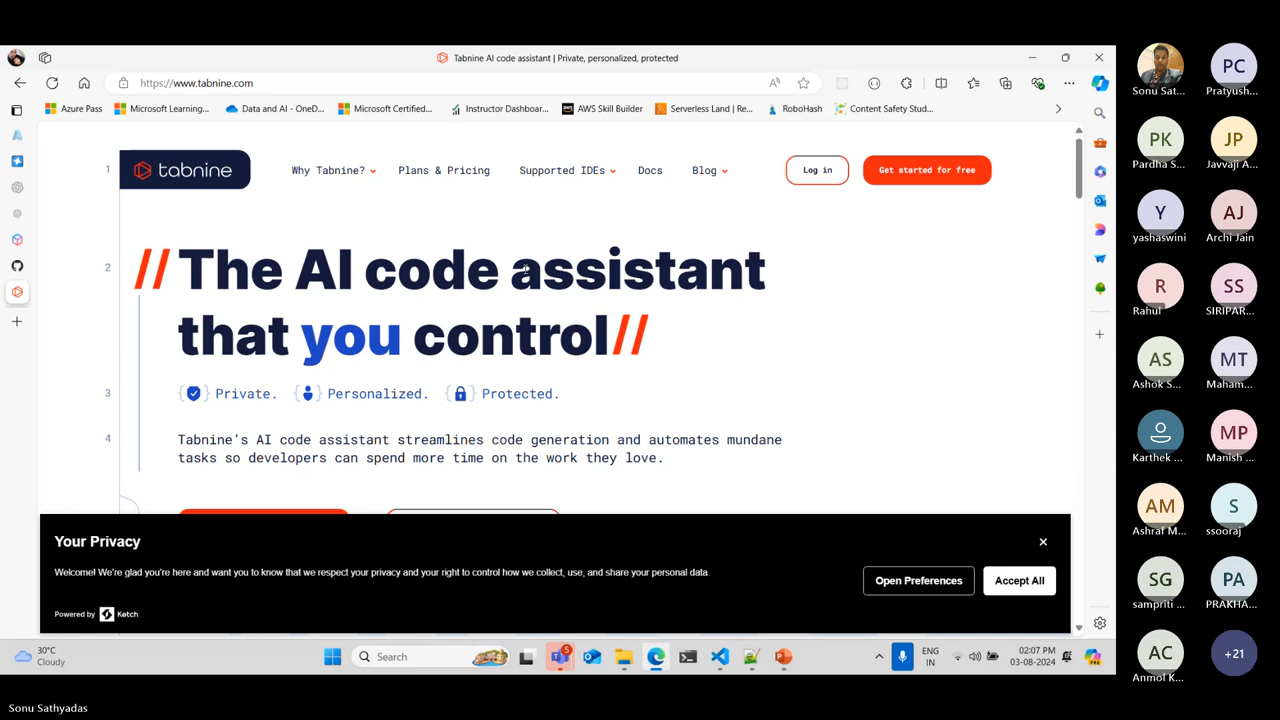 Tabnine AI code assistant | Private, personalized, protected
https://www.tabnine.com
Azure Pass
Microsoft Learning...
Data and AI - OneD...
Microsoft Certified...
Instructor Dashboar...
AWS Skill Builder
Serverless Land | Re...
RoboHash
Content Safety Stud...
1
tabnine
Why Tabnine?
Plans & Pricing
Supported IDEs
Docs
Blog
Log in
Get started for free
2
// The AI code assistant
that you control//
3
{ } Private. { } Personalized. { } Protected.
4
Tabnine's AI code assistant streamlines code generation and automates mundane
tasks so developers can spend more time on the work they love.
Your Privacy
Welcome! We're glad you're here and want you to know that we respect your privacy and your right to control how we collect, use, and share your personal data.
Open Preferences
Accept All
Powered by Ketch
30°C
Cloudy
Search
5
ENG
IN
02:07 PM
03-08-2024
Sonu Sathyadas
Sonu Sat...
PC
Pratyush...
PK
Pardha S...
JP
Javvaji A...
Y
yashaswini
AJ
Archi Jain
R
Rahul
SS
SIRIPAR...
AS
Ashok S...
MT
Maham...
Karthek ...
MP
Manish ...
AM
Ashraf M...
S
ssooraj
SG
sampriti ...
PA
PRAKHA...
AC
Anmol K...
+21